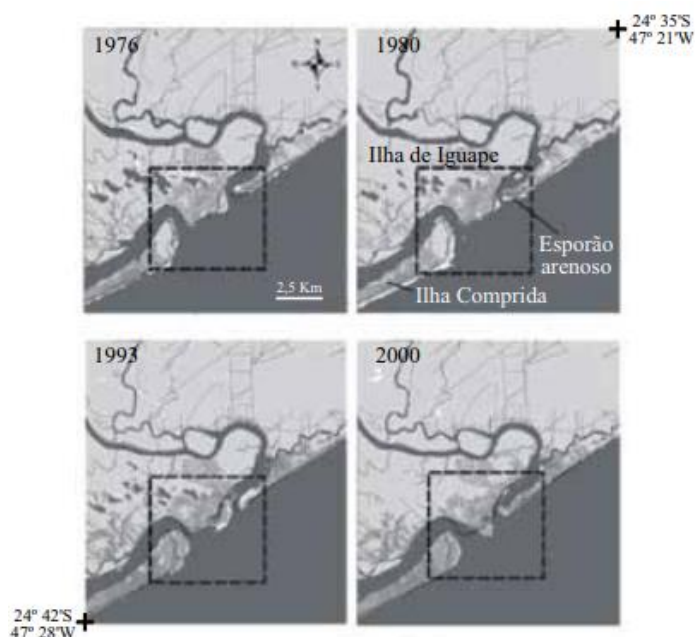 1976
1980
24° 35'S
47° 21'W
Ilha de Iguape
Esporão
arenoso
2,5 Km
Ilha Comprida
1993
2000
24° 42'S
47° 28'W